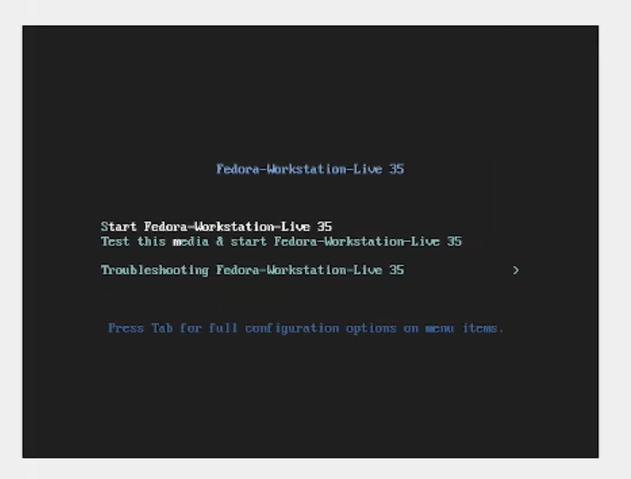 Fedora-Workstation-Live 35
Start Fedora-Workstation-Live 35
Test this media & start Fedora-Workstation-Live 35
Troubleshooting Fedora-Workstation-Live 35 >
Press Tab for full configuration options on menu items.